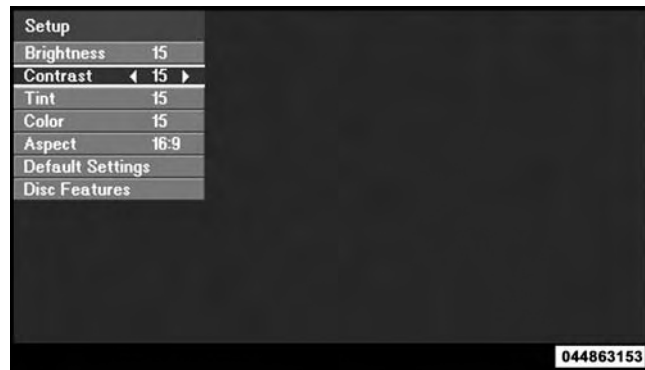 Setup
Brightness 15
Contrast 15
Tint 15
Color 15
Aspect 16:9
Default Settings
Disc Features
044863153